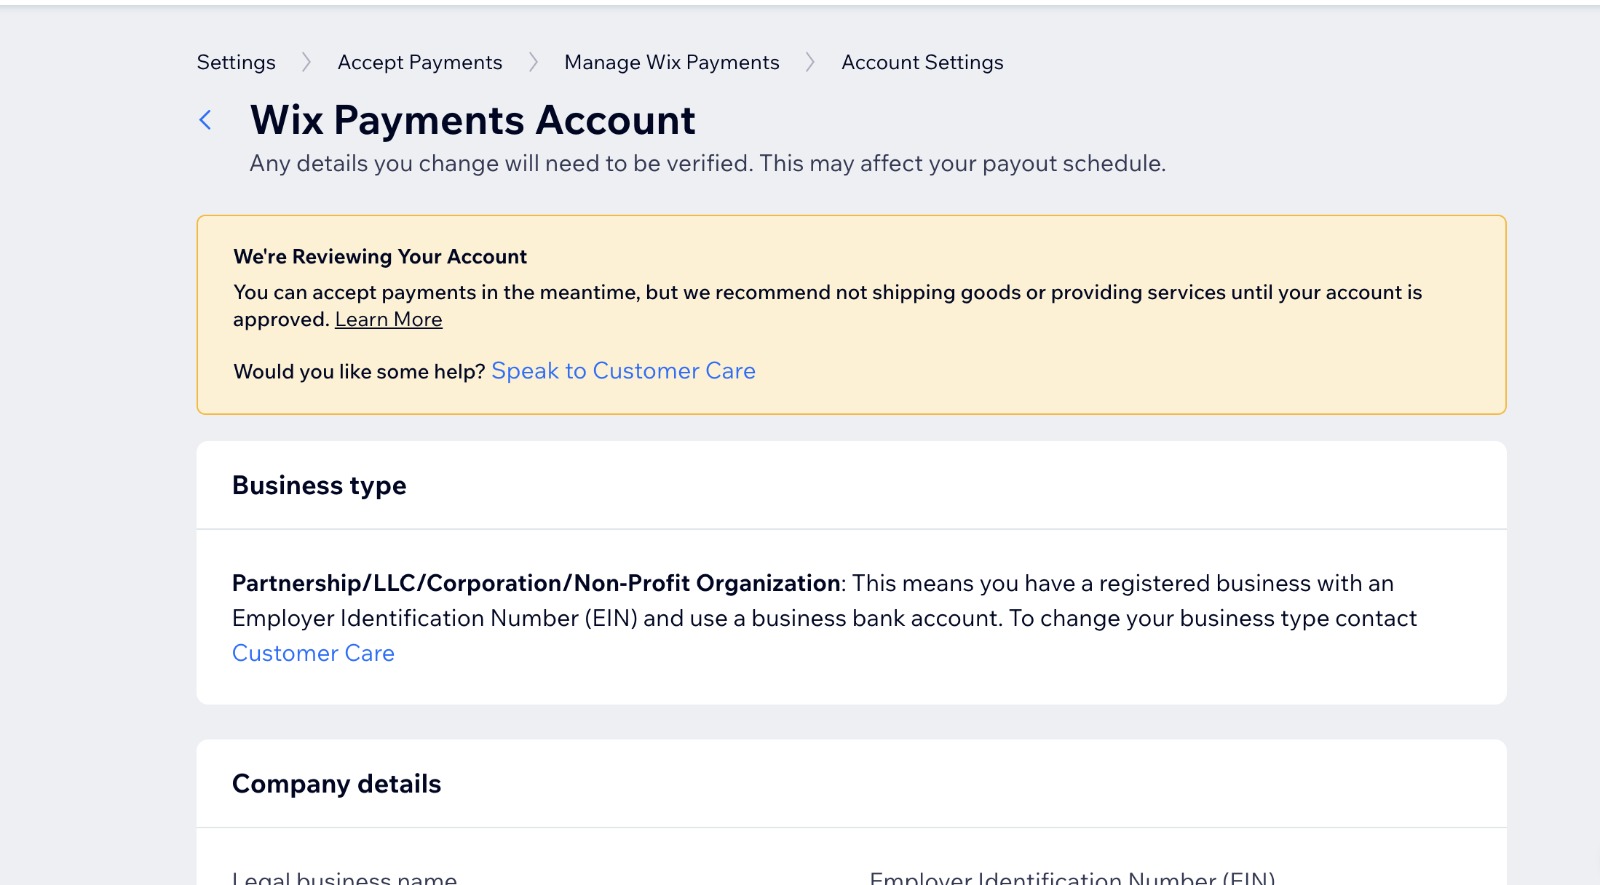 Settings > Accept Payments > Manage Wix Payments > Account Settings
Wix Payments Account
Any details you change will need to be verified. This may affect your payout schedule.
We're Reviewing Your Account
You can accept payments in the meantime, but we recommend not shipping goods or providing services until your account is
approved. Learn More
Would you like some help? Speak to Customer Care
Business type
Partnership/LLC/Corporation/Non-Profit Organization: This means you have a registered business with an
Employer Identification Number (EIN) and use a business bank account. To change your business type contact
Customer Care
Company details
Legal business name Employer Identification Number (EIN)